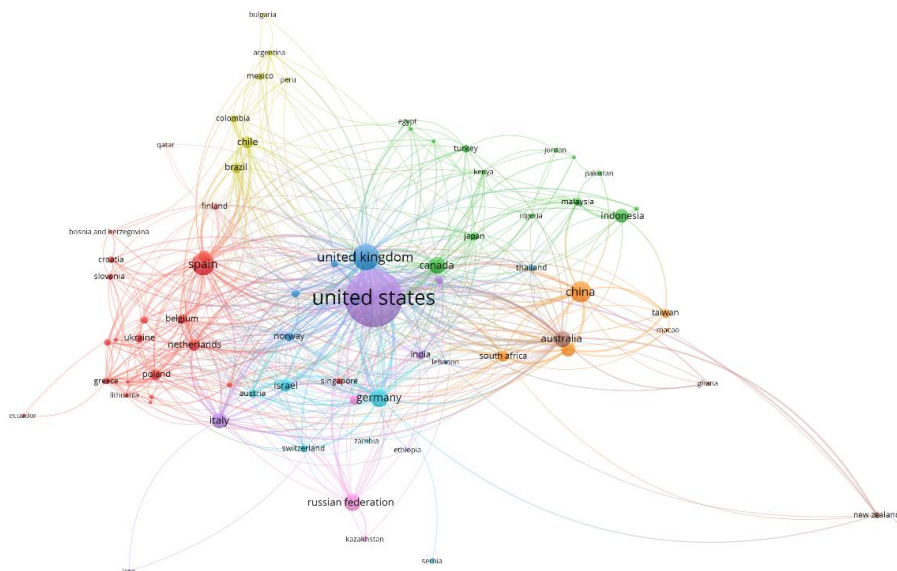 bulgaria
argentina
mexico
peru
colombia
egypt
chile
turkey
qatar
jordan
brazil
kenya
pakistan
malaysia
finland
nigeria
indonesia
bosnia and herzegovina
japan
croatia
spain
united kingdom
canada
thailand
slovenia
united states
china
taiwan
belgium
macao
ukraine
netherlands
norway
australia
india
south africa
lebanon
poland
greece
singapore
ghana
israel
lithuania
austria
germany
ecuador
italy
switzerland
zambia
ethiopia
russian federation
new zealand
kazakhstan
serbia